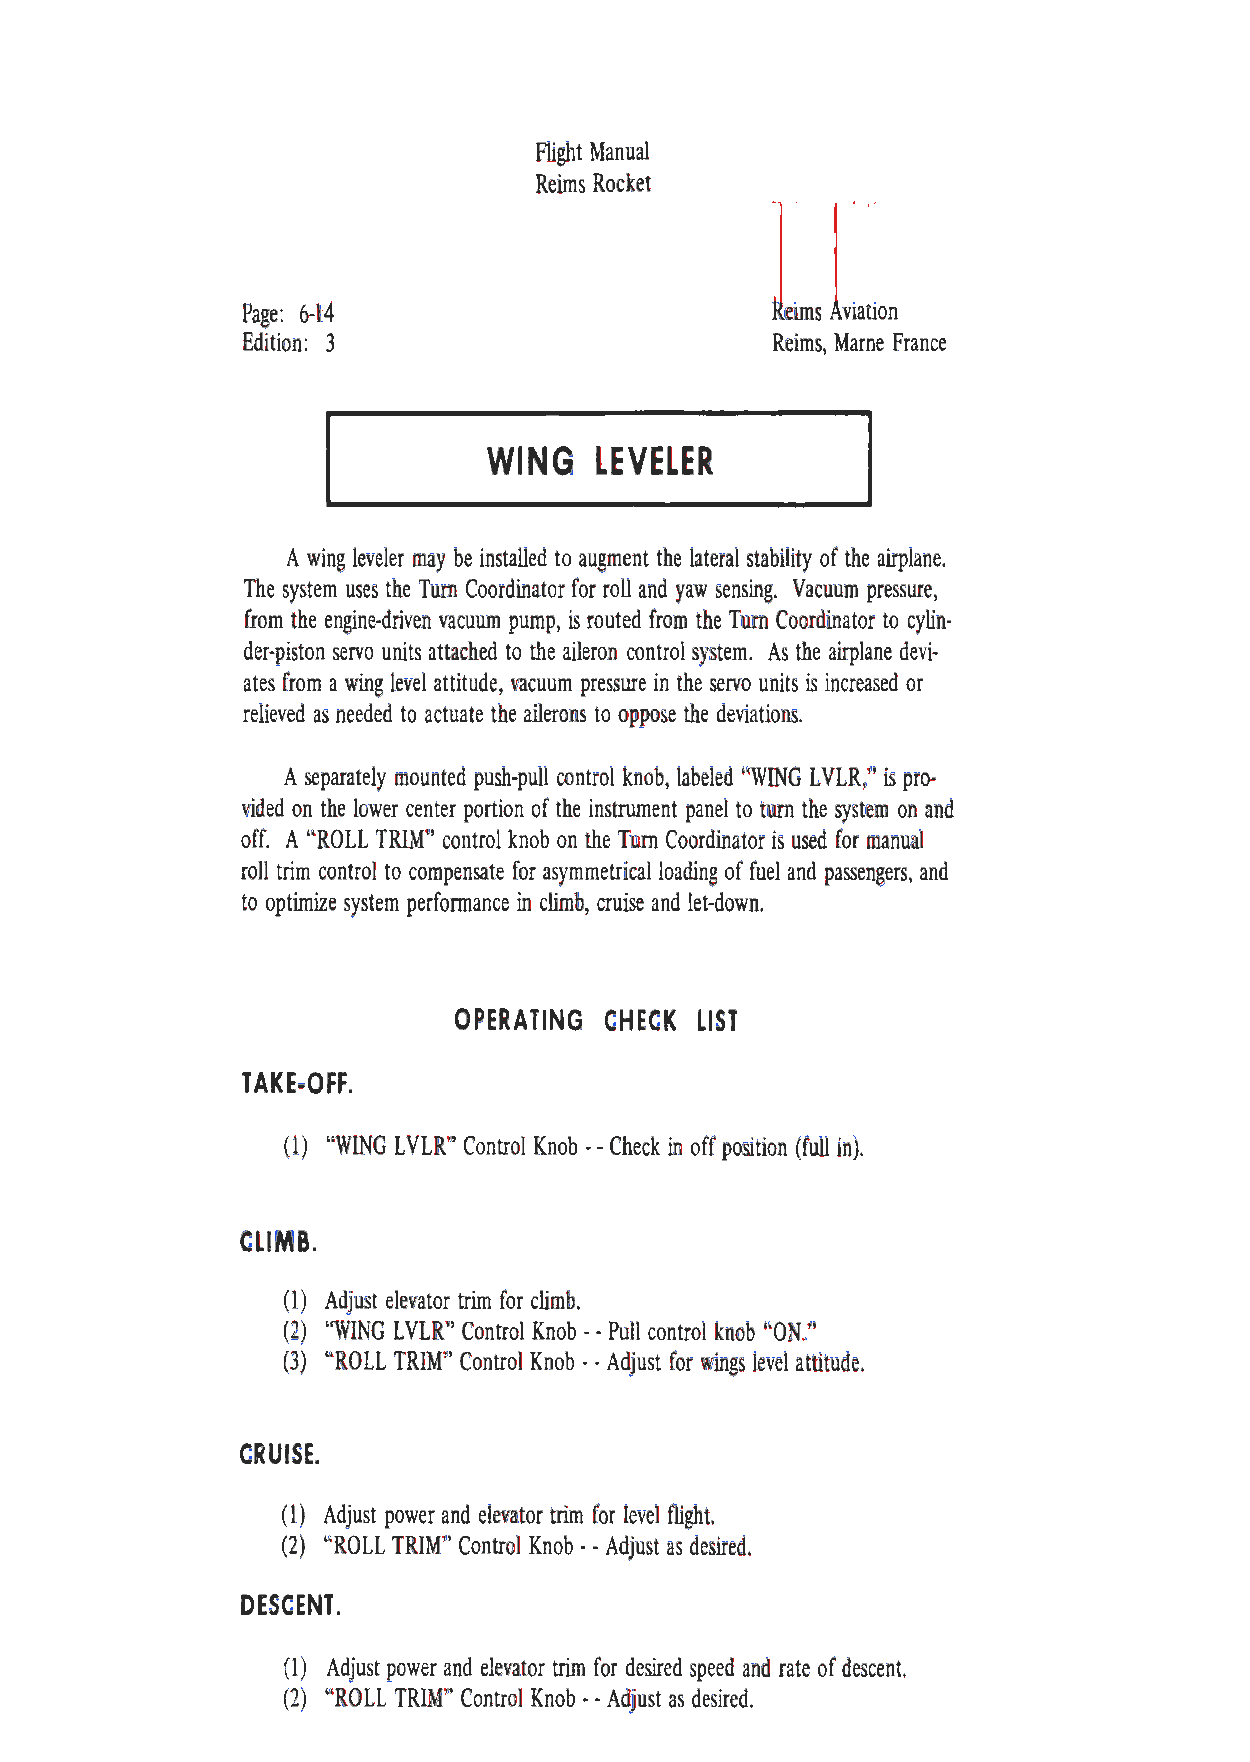 Flight Manual
Reims Rocket
Page: 6-14
Edition: 3
Reims Aviation
Reims, Marne France
WING LEVELER
A wing leveler may be installed to augment the lateral stability of the airplane.
The system uses the Turn Coordinator for roll and yaw sensing. Vacuum pressure,
from the engine-driven vacuum pump, is routed from the Turn Coordinator to cylin-
der-piston servo units attached to the aileron control system. As the airplane devi-
ates from a wing level attitude, vacuum pressure in the servo units is increased or
relieved as needed to actuate the ailerons to oppose the deviations.
A separately mounted push-pull control knob, labeled “WING LVLR,” is pro-
vided on the lower center portion of the instrument panel to turn the system on and
off. A “ROLL TRIM” control knob on the Turn Coordinator is used for manual
roll trim control to compensate for asymmetrical loading of fuel and passengers, and
to optimize system performance in climb, cruise and let-down.
OPERATING CHECK LIST
TAKE-OFF.
(1) “WING LVLR” Control Knob - - Check in off position (full in).
CLIMB.
(1) Adjust elevator trim for climb.
(2) “WING LVLR” Control Knob - - Pull control knob “ON.”
(3) “ROLL TRIM” Control Knob - - Adjust for wings level attitude.
CRUISE.
(1) Adjust power and elevator trim for level flight.
(2) “ROLL TRIM” Control Knob - - Adjust as desired.
DESCENT.
(1) Adjust power and elevator trim for desired speed and rate of descent.
(2) “ROLL TRIM” Control Knob - - Adjust as desired.